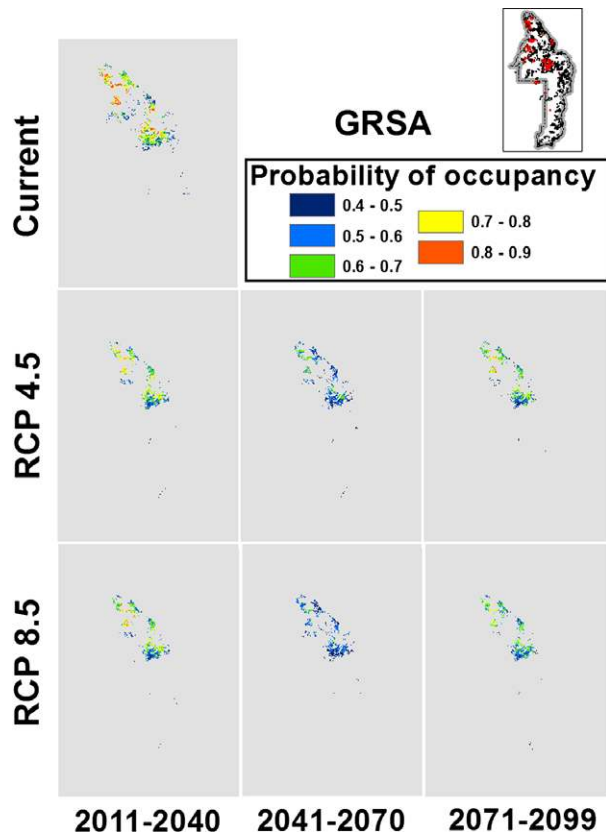 Current
GRSA
Probability of occupancy
0.4 - 0.5
0.5 - 0.6
0.6 - 0.7
0.7 - 0.8
0.8 - 0.9
RCP 4.5
RCP 8.5
2011-2040
2041-2070
2071-2099